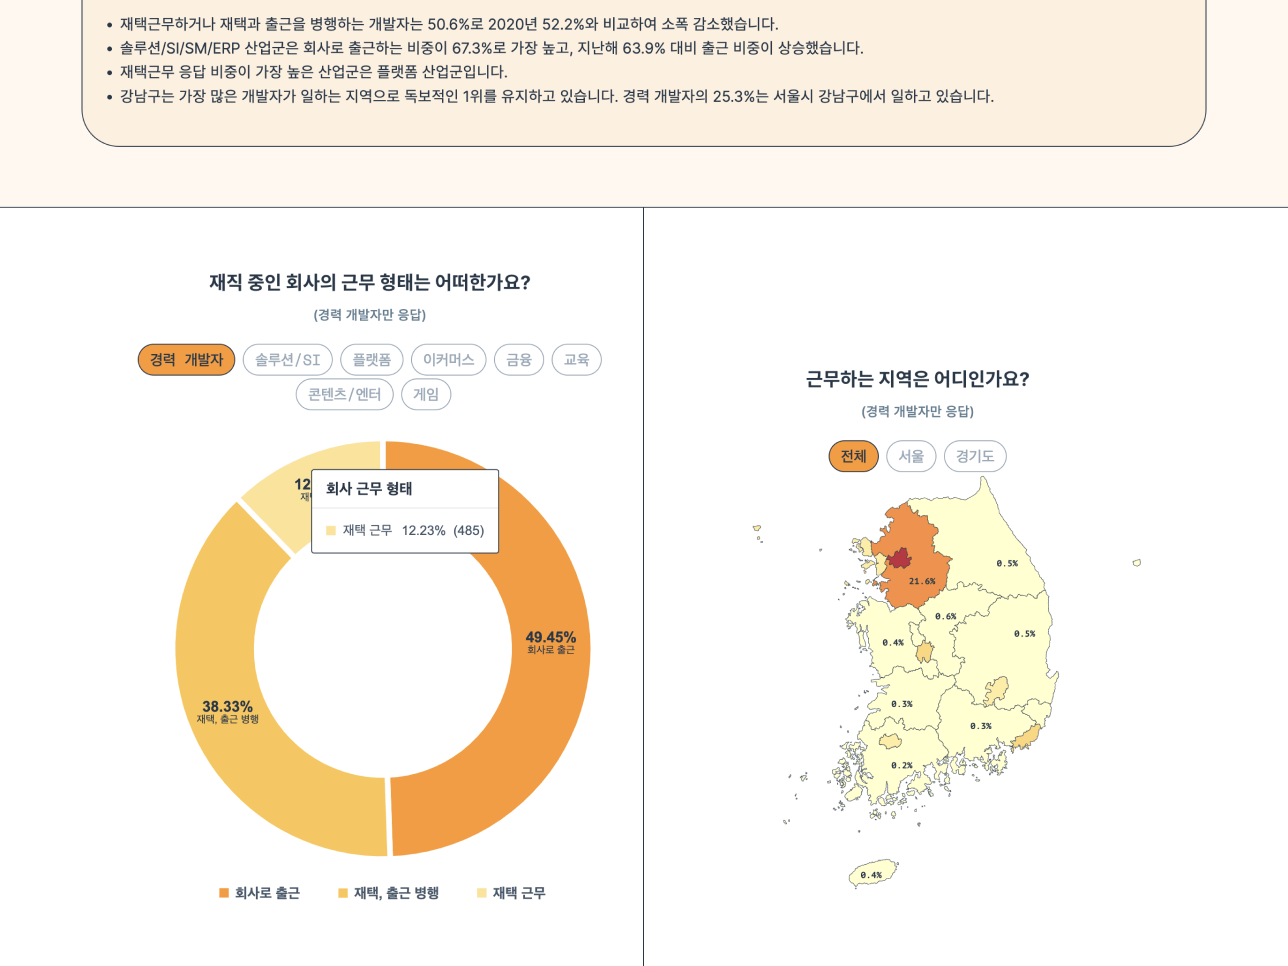 재택근무하거나 재택과 출근을 병행하는 개발자는 50.6%로 2020년 52.2%와 비교하여 소폭 감소했습니다.
솔루션/SI/SM/ERP 산업군은 회사로 출근하는 비중이 67.3%로 가장 높고, 지난해 63.9% 대비 출근 비중이 상승했습니다.
재택근무 응답 비중이 가장 높은 산업군은 플랫폼 산업군입니다.
강남구는 가장 많은 개발자가 일하는 지역으로 독보적인 1위를 유지하고 있습니다. 경력 개발자의 25.3%는 서울시 강남구에서 일하고 있습니다.
재직 중인 회사의 근무 형태는 어떠한가요?
(경력 개발자만 응답)
경력 개발자 솔루션/SI 플랫폼 이커머스 금융 교육
콘텐츠/엔터 게임
회사 근무 형태
재택 근무 12.23% (485)
49.45%
회사로 출근
38.33%
재택, 출근 병행
회사로 출근 재택, 출근 병행 재택 근무
근무하는 지역은 어디인가요?
(경력 개발자만 응답)
전체 서울 경기도
0.5%
21.6%
0.6%
0.5%
0.4%
0.3%
0.3%
0.2%
0.4%